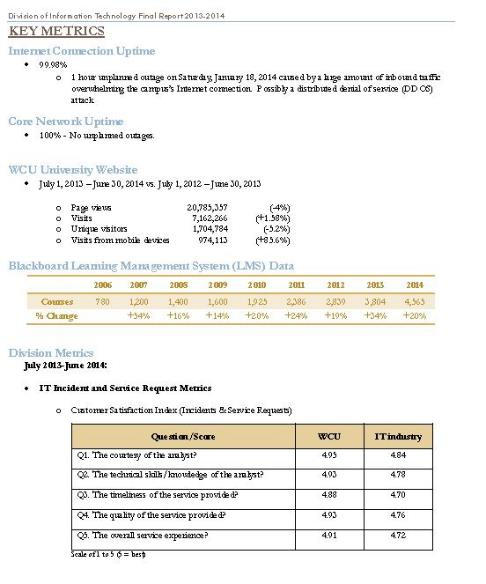 Division of Information Technology Final Report 2013-2014
KEY METRICS
Internet Connection Uptime
• 99.98%
o 1 hour unplanned outage on Saturday, January 18, 2014 caused by a large amount of inbound traffic
overwhelming the campus's Internet connection. Possibly a distributed denial of service (DDOS)
attack
Core Network Uptime
• 100% - No unplanned outages.
WCU University Website
• July 1, 2013 – June 30, 2014 vs. July 1, 2012 – June 30, 2013
o Page views 20,785,357 (-4%)
o Visits 7,162,266 (+1.58%)
o Unique visitors 1,704,784 (-5.2%)
o Visits from mobile devices 974,113 (+85.6%)
Blackboard Learning Management System (LMS) Data
2006 2007 2008 2009 2010 2011 2012 2013 2014
Courses 780 1,200 1,400 1,600 1,925 2,386 2,839 3,804 4,563
% Change +54% +16% +14% +20% +24% +19% +34% +20%
Division Metrics
July 2013-June 2014:
• IT Incident and Service Request Metrics
o Customer Satisfaction Index (Incidents & Service Requests)
Question/Score WCU IT industry
Q1. The courtesy of the analyst? 4.95 4.84
Q2. The technical skills/knowledge of the analyst? 4.93 4.78
Q3. The timeliness of the service provided? 4.88 4.70
Q4. The quality of the service provided? 4.93 4.76
Q5. The overall service experience? 4.91 4.72
Scale of 1 to 5 (5 = best)